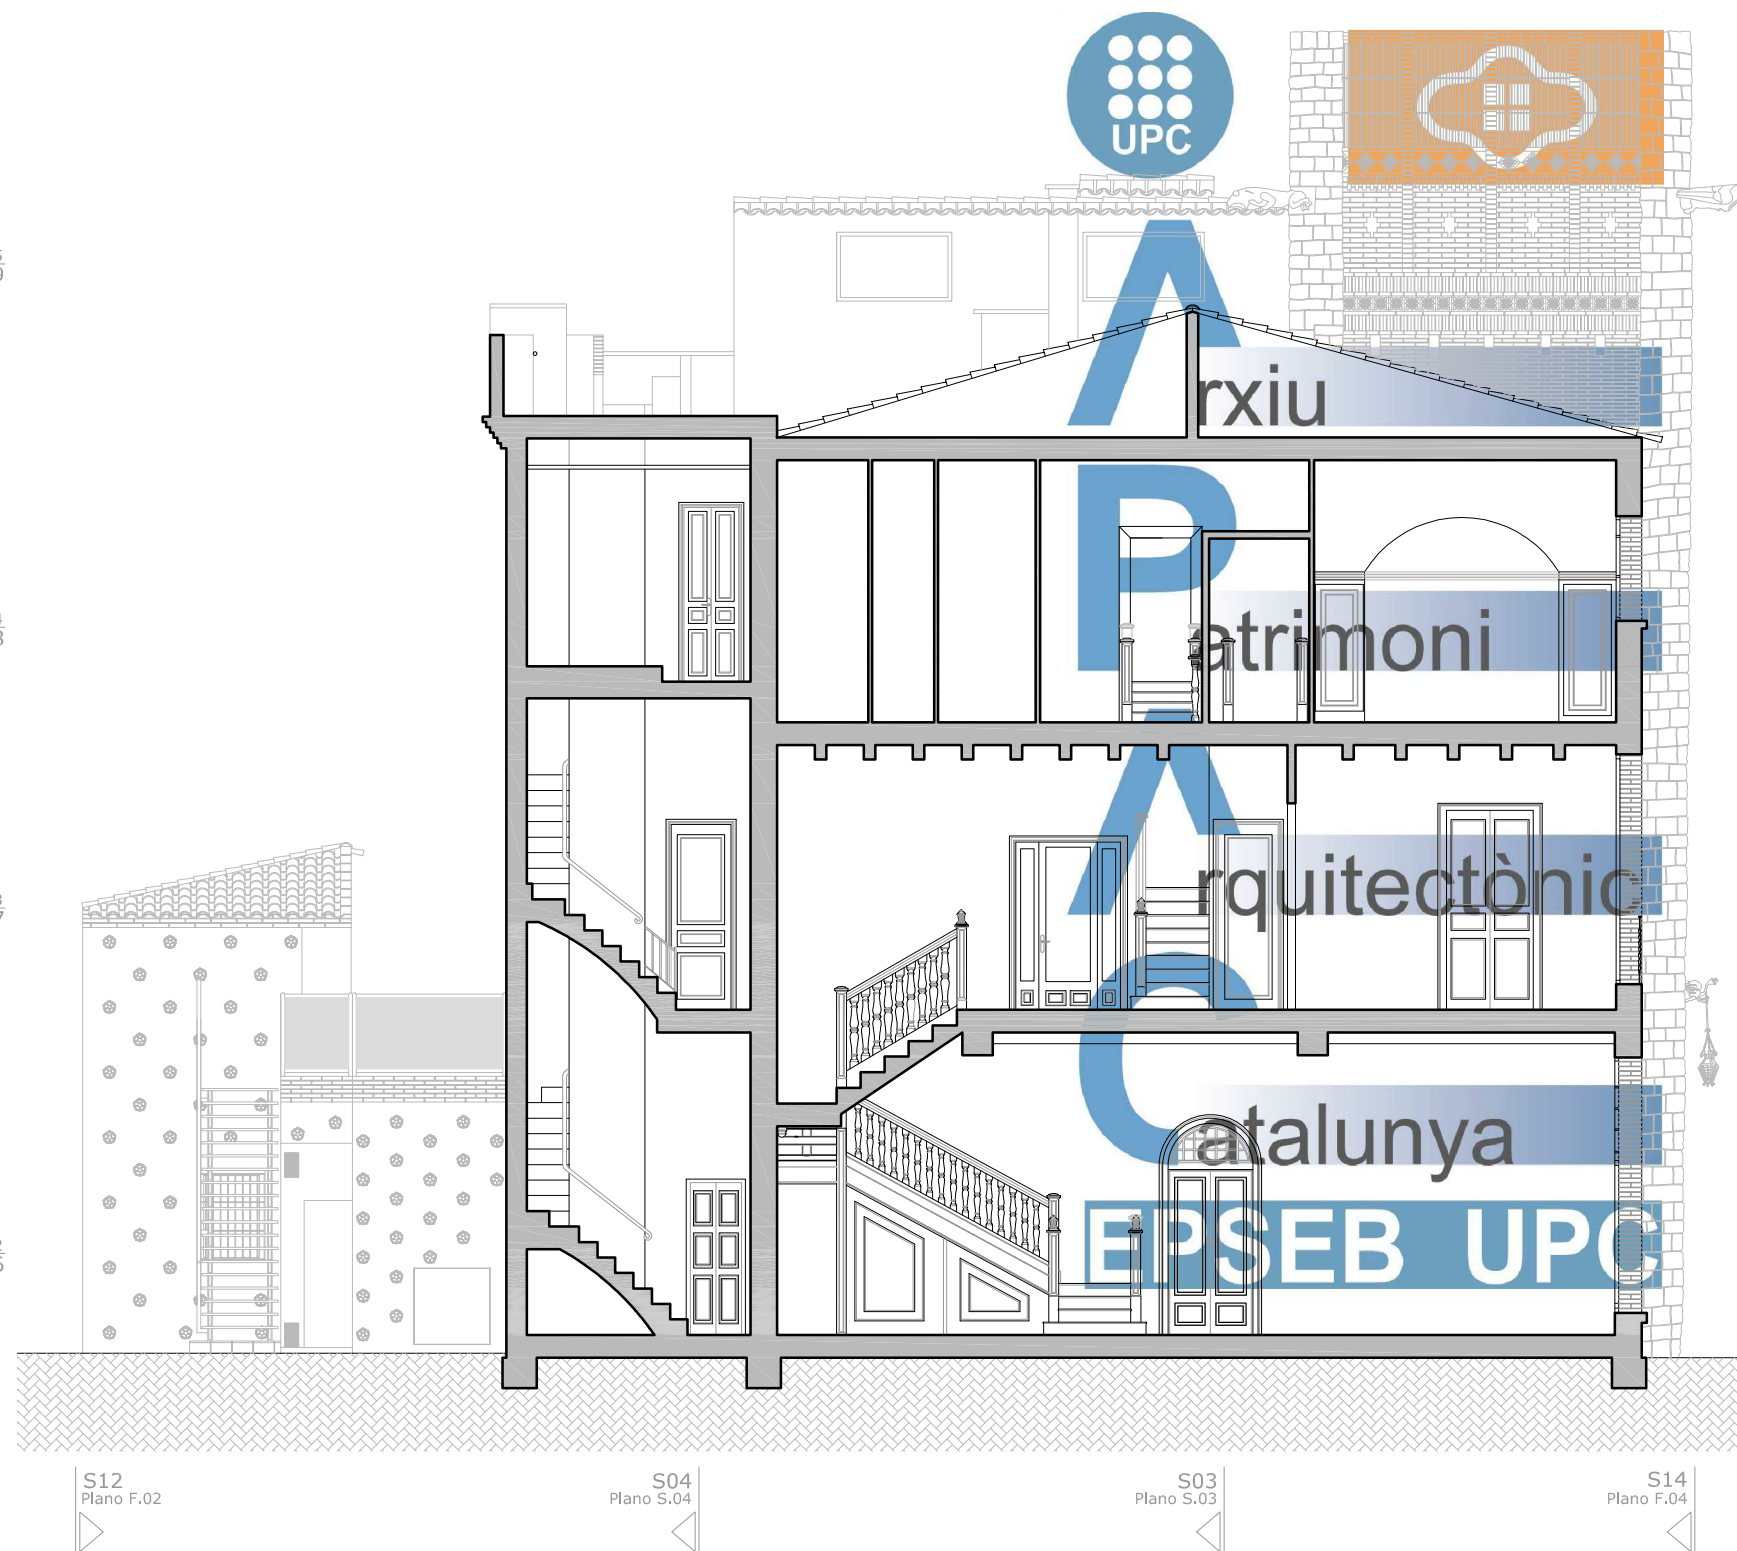 UPC
Arxiu
Patrimoni
Arquitectònic
Catalunya
EPSEB UPC
S12
Plano F.02
S04
Plano S.04
S03
Plano S.03
S14
Plano F.04